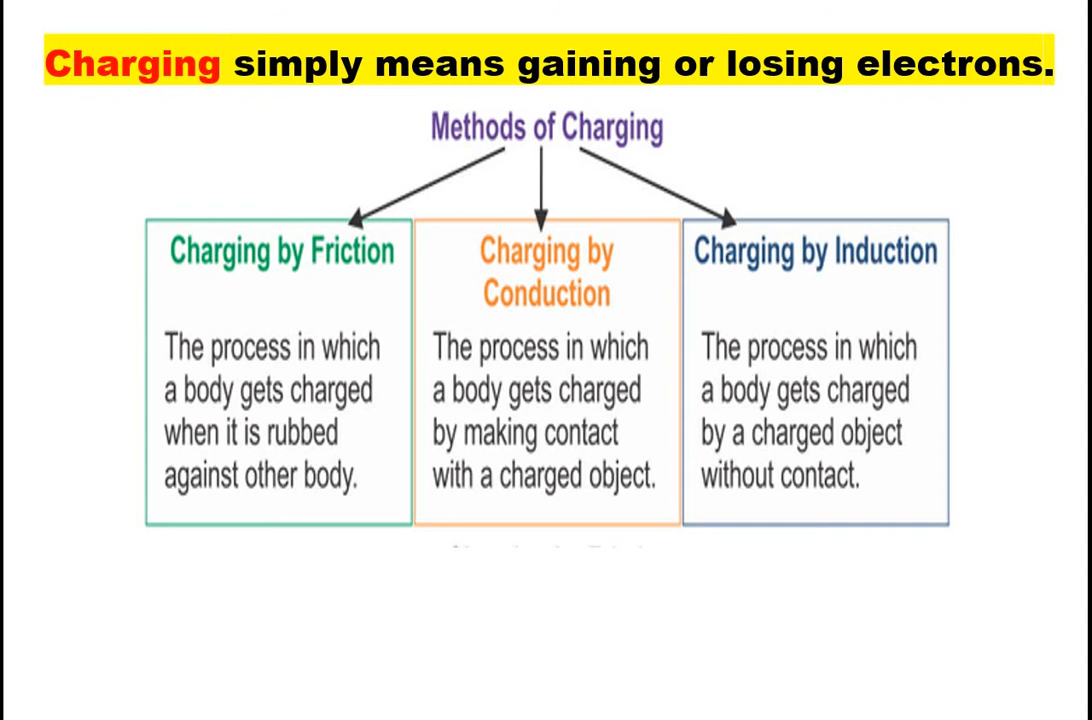 Charging simply means gaining or losing electrons.
Methods of Charging
Charging by Friction
The process in which
a body gets charged
when it is rubbed
against other body.
Charging by
Conduction
The process in which
a body gets charged
by making contact
with a charged object.
Charging by Induction
The process in which
a body gets charged
by a charged object
without contact.